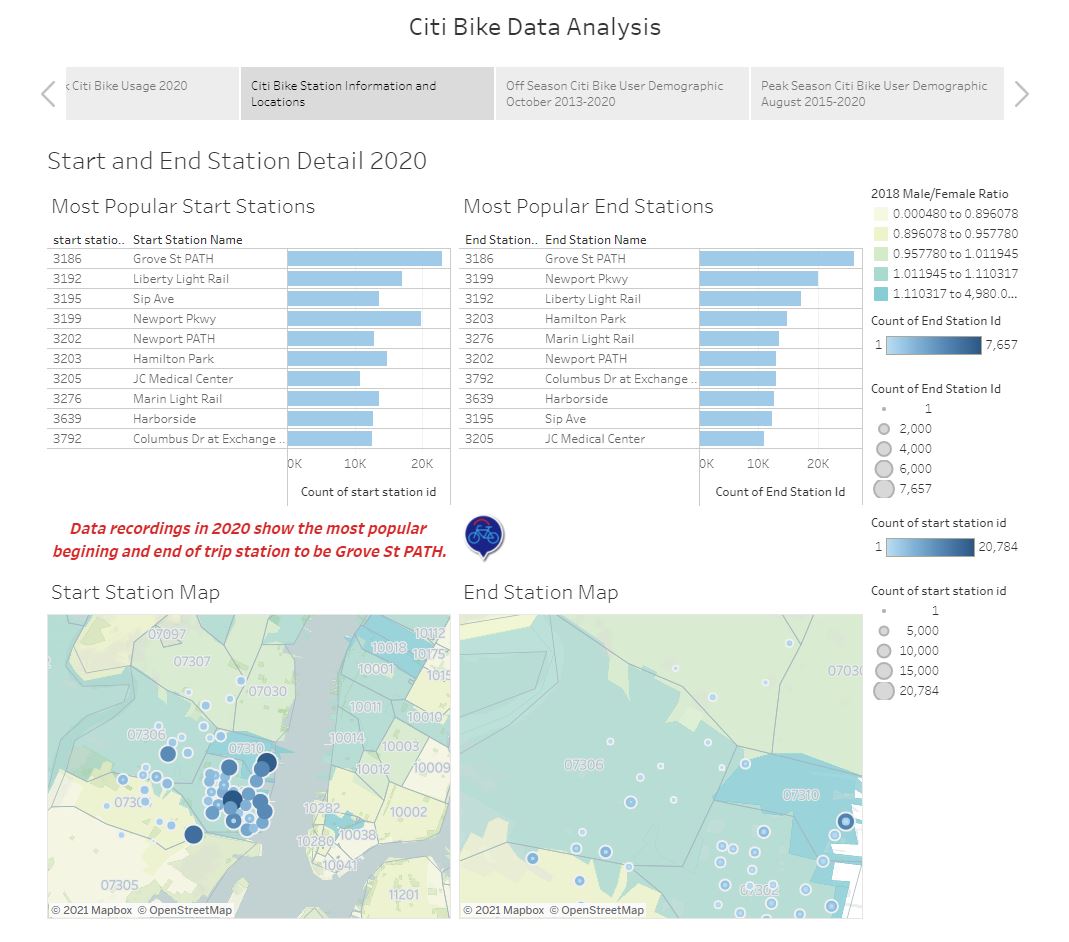 Citi Bike Data Analysis
Citi Bike Usage 2020
Citi Bike Station Information and
Locations
Off Season Citi Bike User Demographic
October 2013-2020
Peak Season Citi Bike User Demographic
August 2015-2020
Start and End Station Detail 2020
Most Popular Start Stations
start statio.. Start Station Name
3186 Grove St PATH
3192 Liberty Light Rail
3195 Sip Ave
3199 Newport Pkwy
3202 Newport PATH
3203 Hamilton Park
3205 JC Medical Center
3276 Marin Light Rail
3639 Harborside
3792 Columbus Dr at Exchange ..
0K 10K 20K
Count of start station id
Most Popular End Stations
End Station.. End Station Name
3186 Grove St PATH
3199 Newport Pkwy
3192 Liberty Light Rail
3203 Hamilton Park
3276 Marin Light Rail
3202 Newport PATH
3792 Columbus Dr at Exchange ..
3639 Harborside
3195 Sip Ave
3205 JC Medical Center
0K 10K 20K
Count of End Station Id
2018 Male/Female Ratio
0.000480 to 0.896078
0.896078 to 0.957780
0.957780 to 1.011945
1.011945 to 1.110317
1.110317 to 4,980.0...
Count of End Station Id
1 7,657
Count of End Station Id
1
2,000
4,000
6,000
7,657
Count of start station id
1 20,784
Count of start station id
1
5,000
10,000
15,000
20,784
Data recordings in 2020 show the most popular
begining and end of trip station to be Grove St PATH.
Start Station Map
07097
10112
10018 10175
07307
10001
07030
10011
10010
07306
10014
07310
10003
10012 10009
10282
10002
10280 10038
10041
07305
11201
© 2021 Mapbox © OpenStreetMap
End Station Map
07306
07310
07302
© 2021 Mapbox © OpenStreetMap